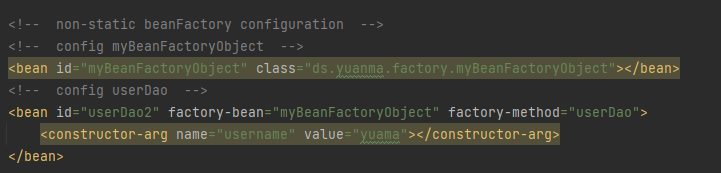 <!--  non-static beanFactory configuration  -->
<!--  config myBeanFactoryObject  -->
<bean id="myBeanFactoryObject" class="ds.yuanma.factory.myBeanFactoryObject"></bean>
<!--  config userDao  -->
<bean id="userDao2" factory-bean="myBeanFactoryObject" factory-method="userDao">
    <constructor-arg name="username" value="yuama"></constructor-arg>
</bean>